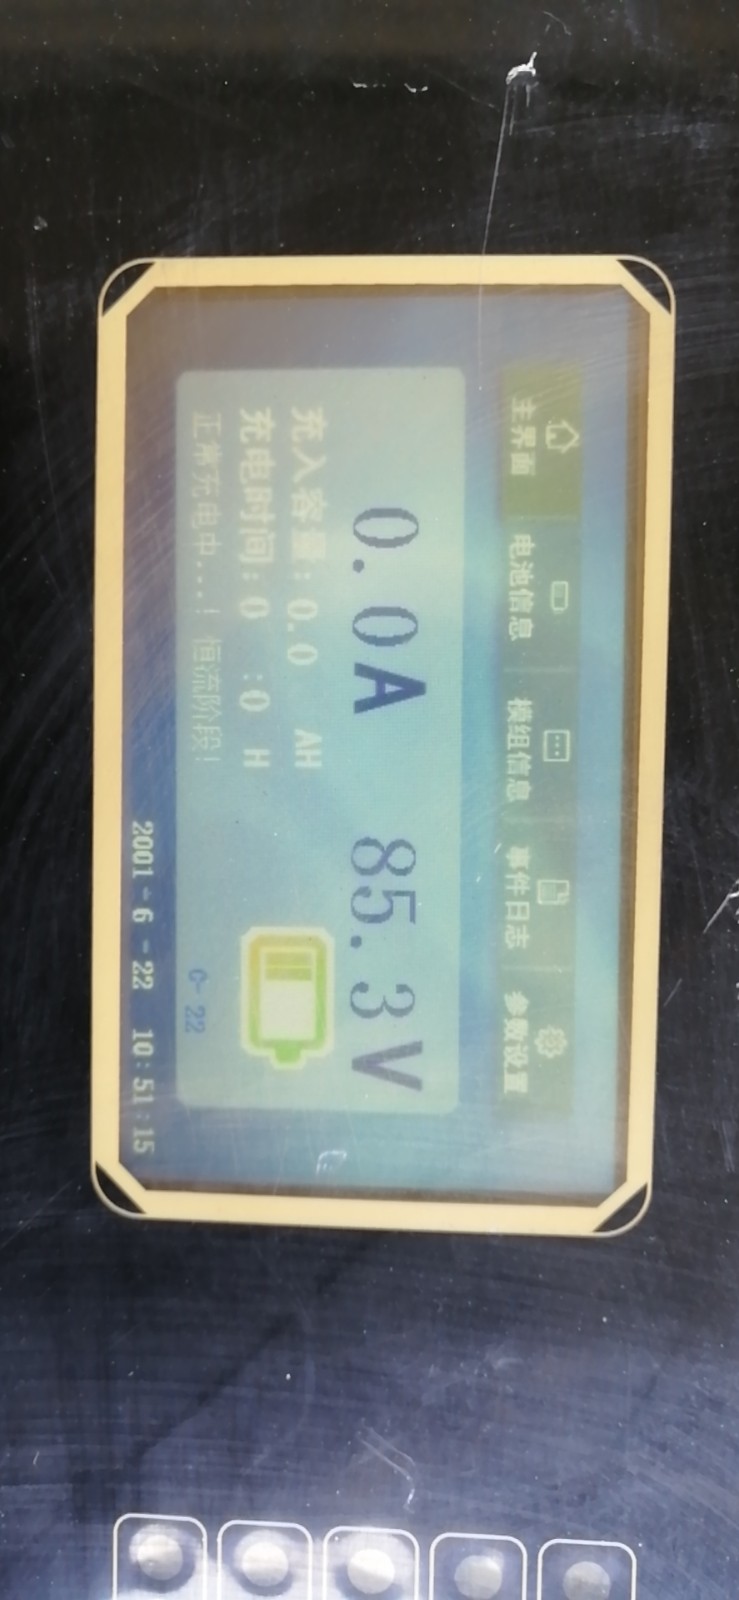 主界面 电池信息 模组信息 事件日志 参数设置
0.0A 85.3V
充入容量: 0.0 AH
充电时间: 0 :0 H
正常充电中...! 恒流阶段!
C- 22
2001 - 6 - 22 10:51:15